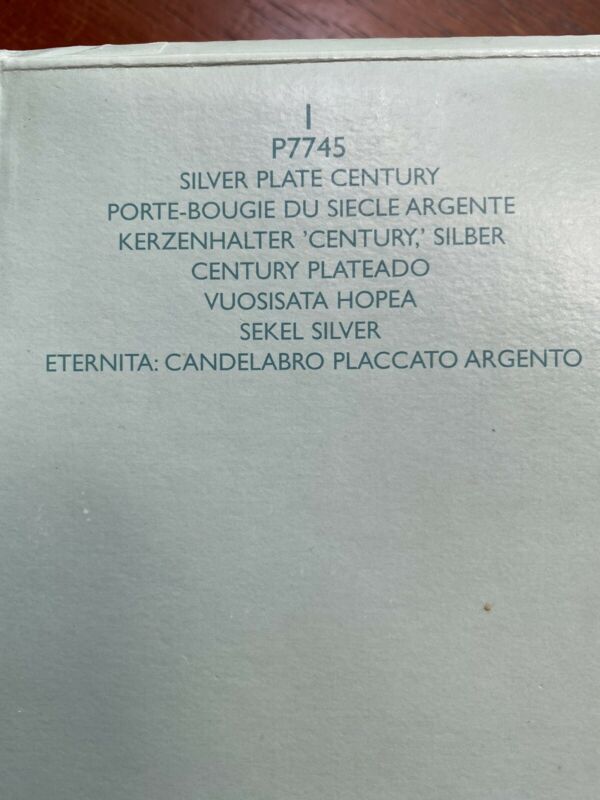 1
P7745
SILVER PLATE CENTURY
PORTE-BOUGIE DU SIECLE ARGENTE
KERZENHALTER 'CENTURY,' SILBER
CENTURY PLATEADO
VUOSISATA HOPEA
SEKEL SILVER
ETERNITA: CANDELABRO PLACCATO ARGENTO